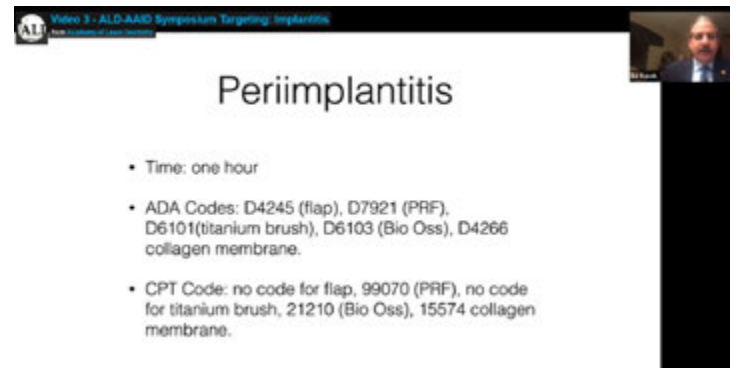 Video 3 - ALD-AAID Symposium Targeting: Implantitis
from Academy of Laser Dentistry
Periimplantitis
• Time: one hour
• ADA Codes: D4245 (flap), D7921 (PRF),
D6101(titanium brush), D6103 (Bio Oss), D4266
collagen membrane.
• CPT Code: no code for flap, 99070 (PRF), no code
for titanium brush, 21210 (Bio Oss), 15574 collagen
membrane.